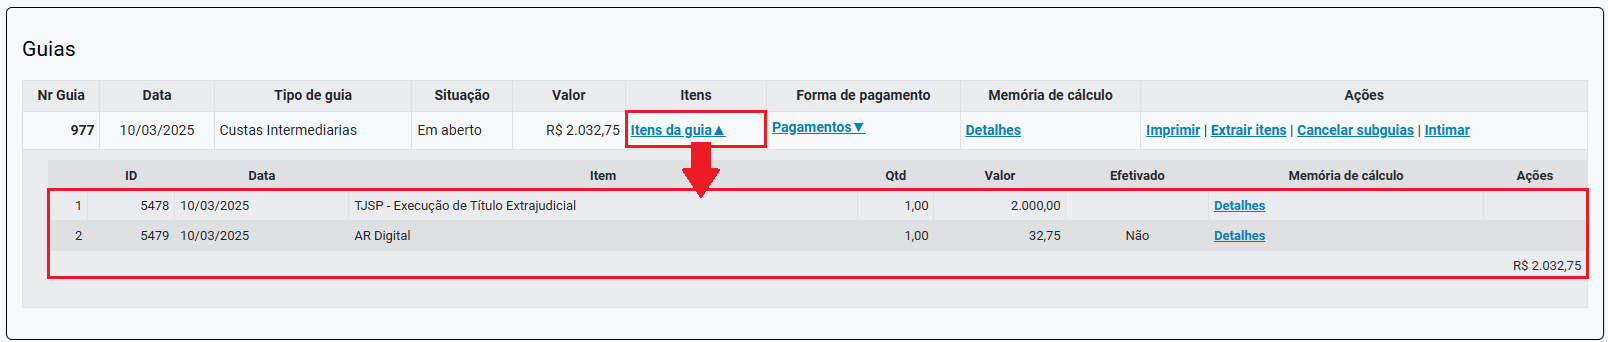 Guias
Nr Guia Data Tipo de guia Situação Valor Itens Forma de pagamento Memória de cálculo Ações
977 10/03/2025 Custas Intermediarias Em aberto R$ 2.032,75 Itens da guia▲ Pagamentos▼ Detalhes Imprimir | Extrair itens | Cancelar subguias | Intimar
ID Data Item Qtd Valor Efetivado Memória de cálculo Ações
1 5478 10/03/2025 TJSP - Execução de Título Extrajudicial 1,00 2.000,00 Detalhes
2 5479 10/03/2025 AR Digital 1,00 32,75 Não Detalhes
R$ 2.032,75